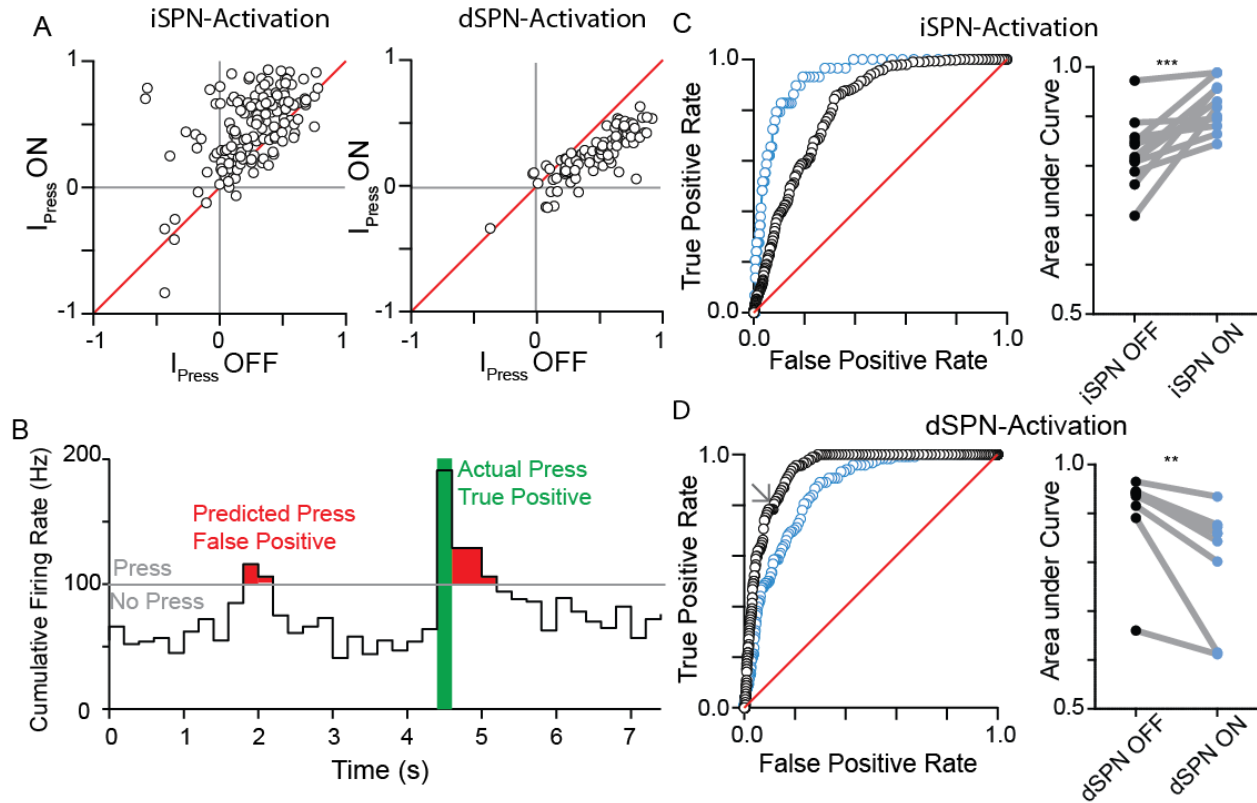 A
iSPN-Activation
dSPN-Activation
1
0
-1
-1
0
1
I_Press ON
I_Press OFF
1
0
-1
-1
0
1
I_Press ON
I_Press OFF
B
200
100
0
Cumulative Firing Rate (Hz)
Press
No Press
Predicted Press
False Positive
Actual Press
True Positive
0
1
2
3
4
5
6
7
Time (s)
C
iSPN-Activation
1.0
0.0
True Positive Rate
0.0
1.0
False Positive Rate
***
1.0
0.5
Area under Curve
iSPN OFF
iSPN ON
D
dSPN-Activation
1.0
0.0
True Positive Rate
0.0
1.0
False Positive Rate
**
1.0
0.5
Area under Curve
dSPN OFF
dSPN ON